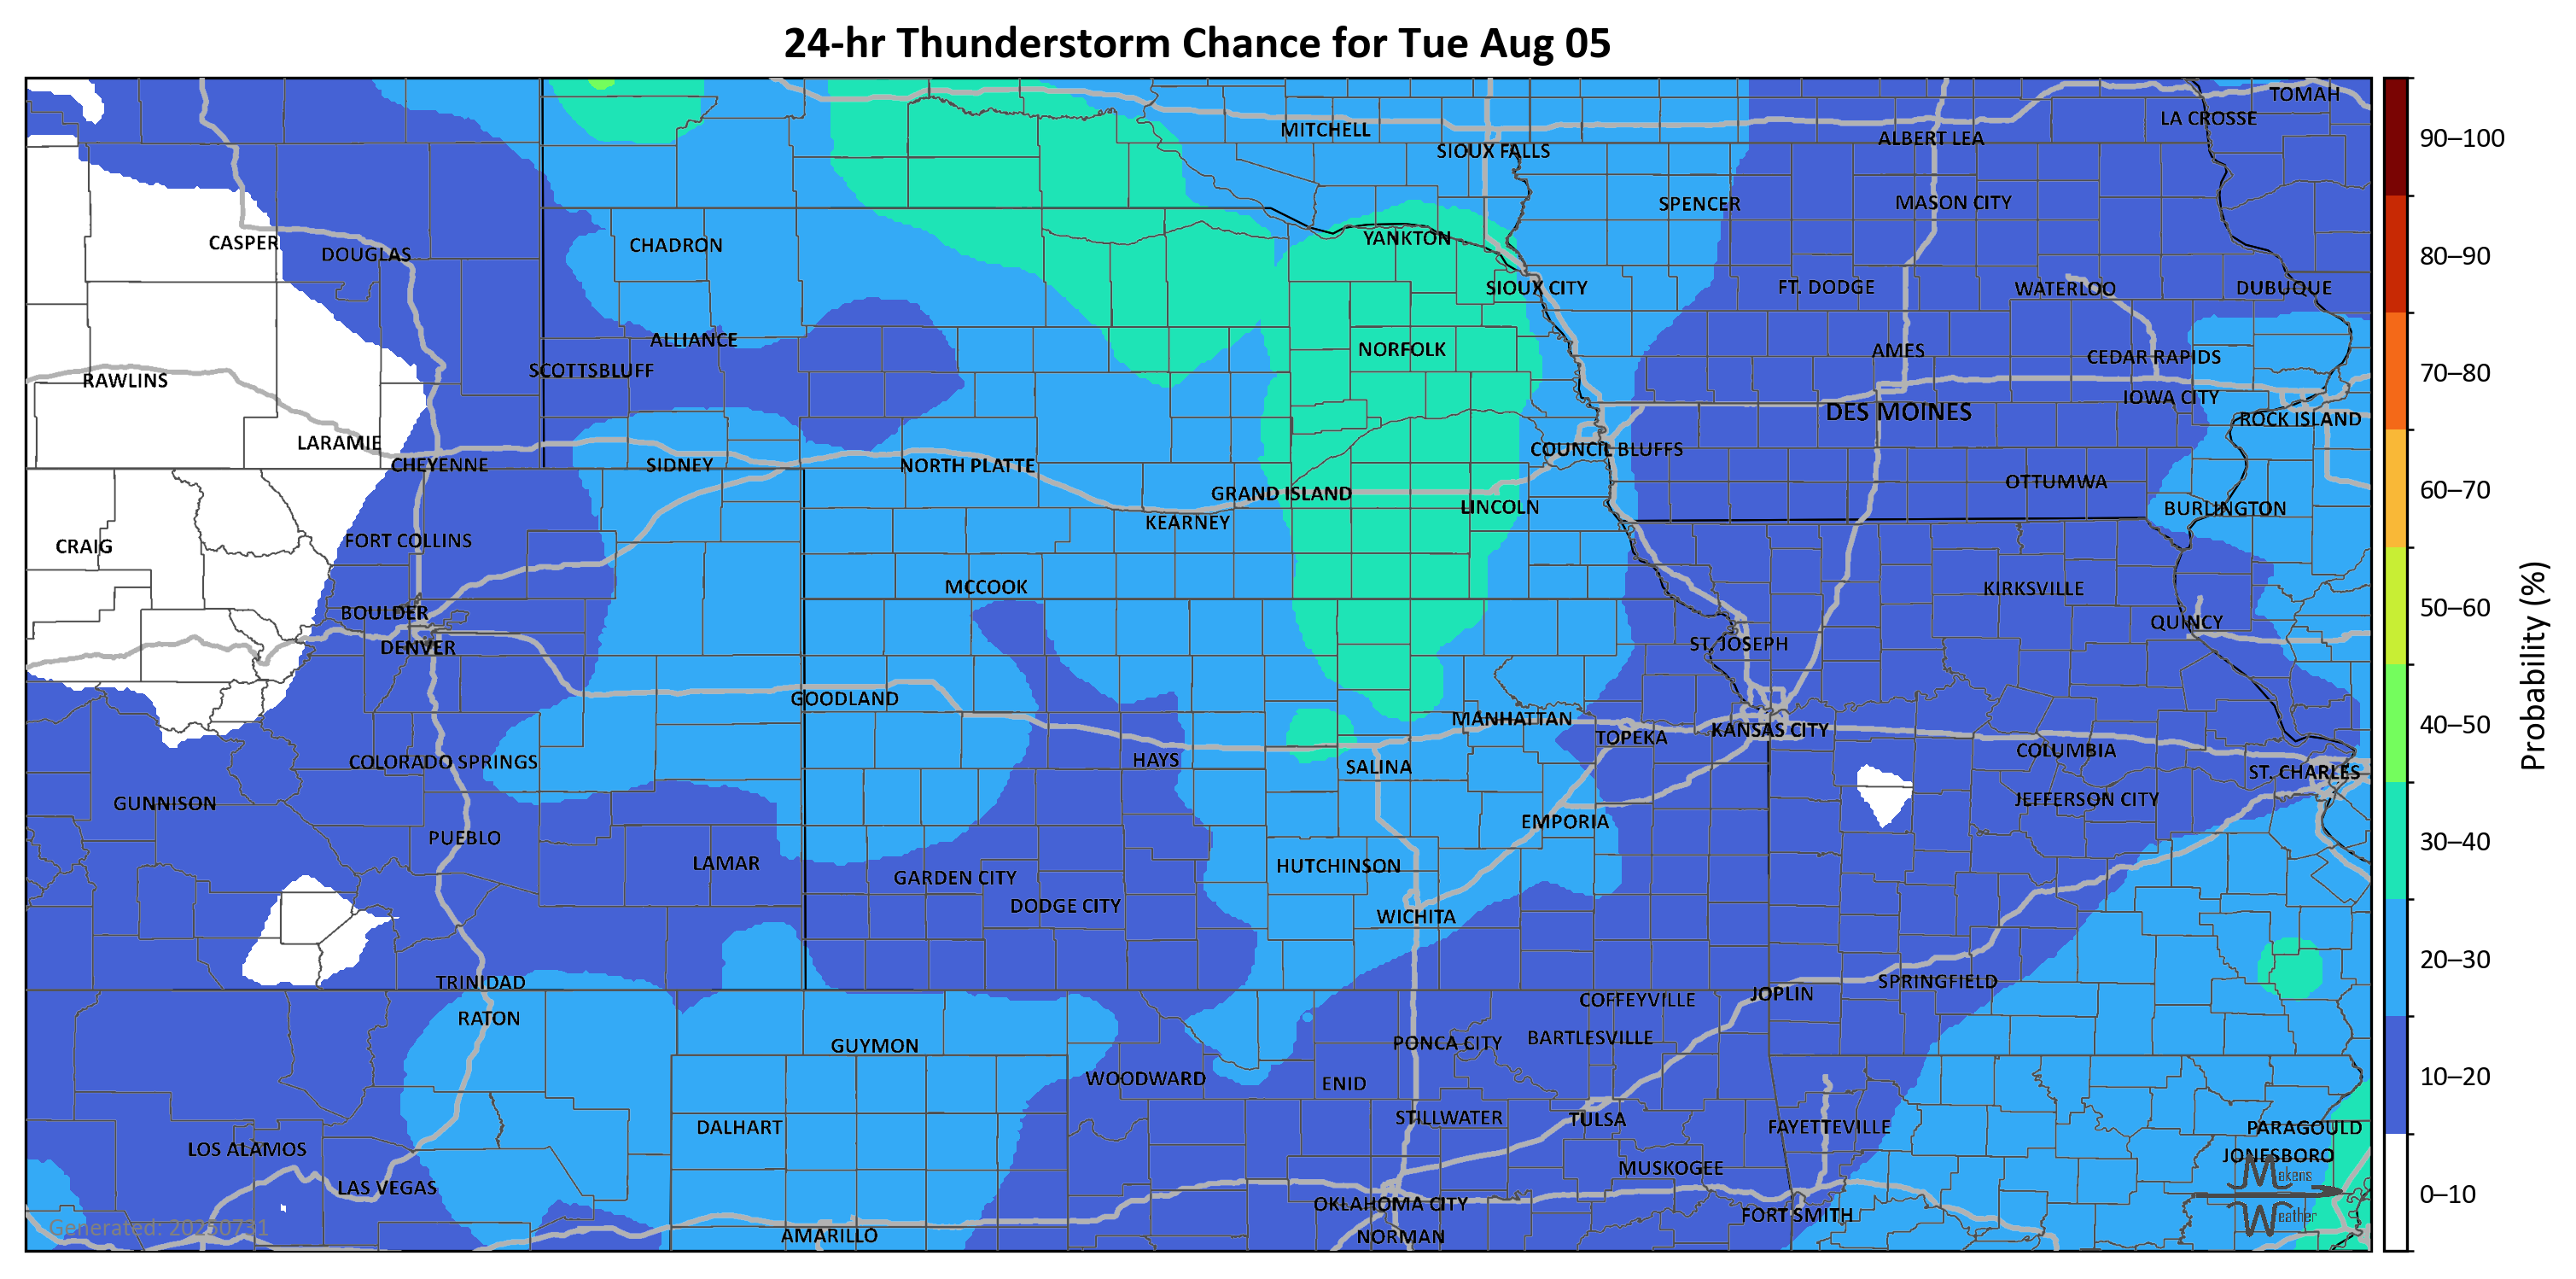 24-hr Thunderstorm Chance for Tue Aug 05
TOMAH
LA CROSSE
MITCHELL
ALBERT LEA
SIOUX FALLS
SPENCER
MASON CITY
CASPER
DOUGLAS
CHADRON
YANKTON
SIOUX CITY
FT. DODGE
WATERLOO
DUBUQUE
ALLIANCE
NORFOLK
AMES
CEDAR RAPIDS
SCOTTSBLUFF
RAWLINS
IOWA CITY
DES MOINES
ROCK ISLAND
LARAMIE
COUNCIL BLUFFS
CHEYENNE
SIDNEY
NORTH PLATTE
OTTUMWA
GRAND ISLAND
LINCOLN
BURLINGTON
KEARNEY
FORT COLLINS
CRAIG
MCCOOK
KIRKSVILLE
BOULDER
QUINCY
DENVER
ST. JOSEPH
GOODLAND
MANHATTAN
KANSAS CITY
TOPEKA
COLUMBIA
HAYS
COLORADO SPRINGS
SALINA
ST. CHARLES
GUNNISON
JEFFERSON CITY
EMPORIA
PUEBLO
LAMAR
HUTCHINSON
GARDEN CITY
DODGE CITY
WICHITA
TRINIDAD
SPRINGFIELD
JOPLIN
COFFEYVILLE
RATON
BARTLESVILLE
PONCA CITY
GUYMON
WOODWARD
ENID
STILLWATER
TULSA
DALHART
FAYETTEVILLE
PARAGOULD
LOS ALAMOS
JONESBORO
MUSKOGEE
LAS VEGAS
OKLAHOMA CITY
FORT SMITH
AMARILLO
NORMAN
Generated: 20250731
Makens
Weather
90–100
80–90
70–80
60–70
50–60
40–50
30–40
20–30
10–20
0–10
Probability (%)